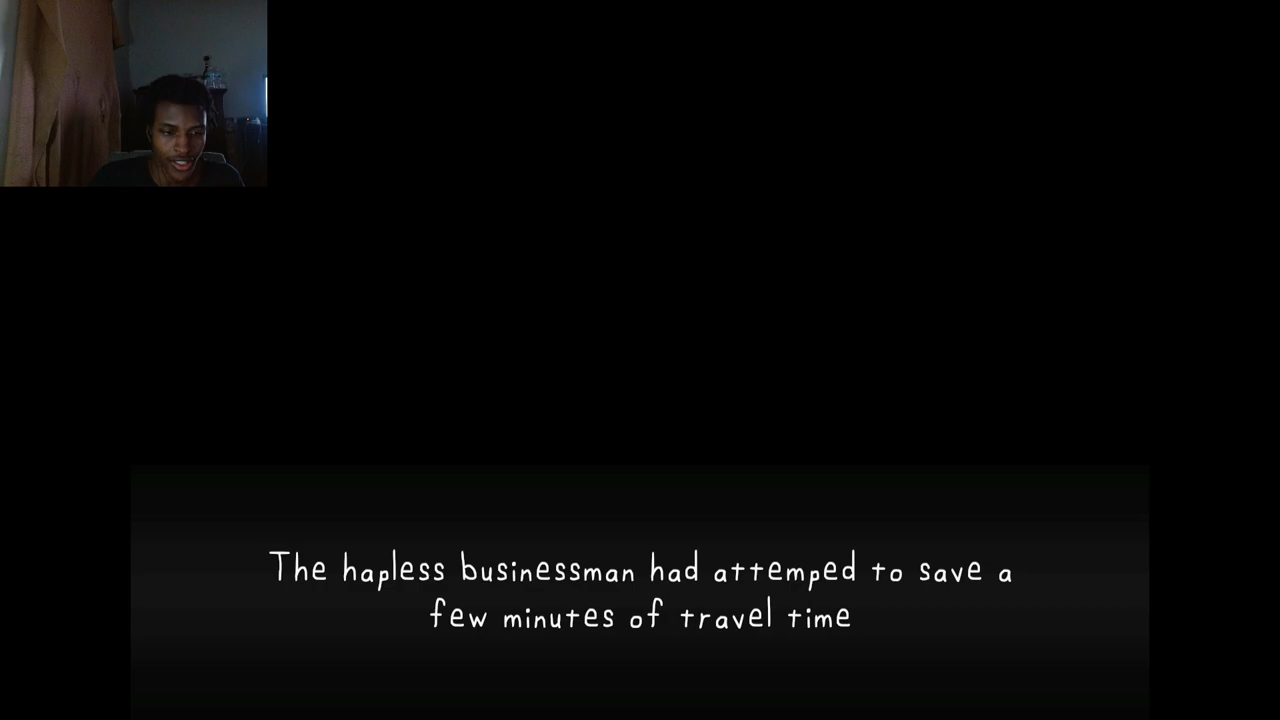 The hapless businessman had attemped to save a
few minutes of travel time